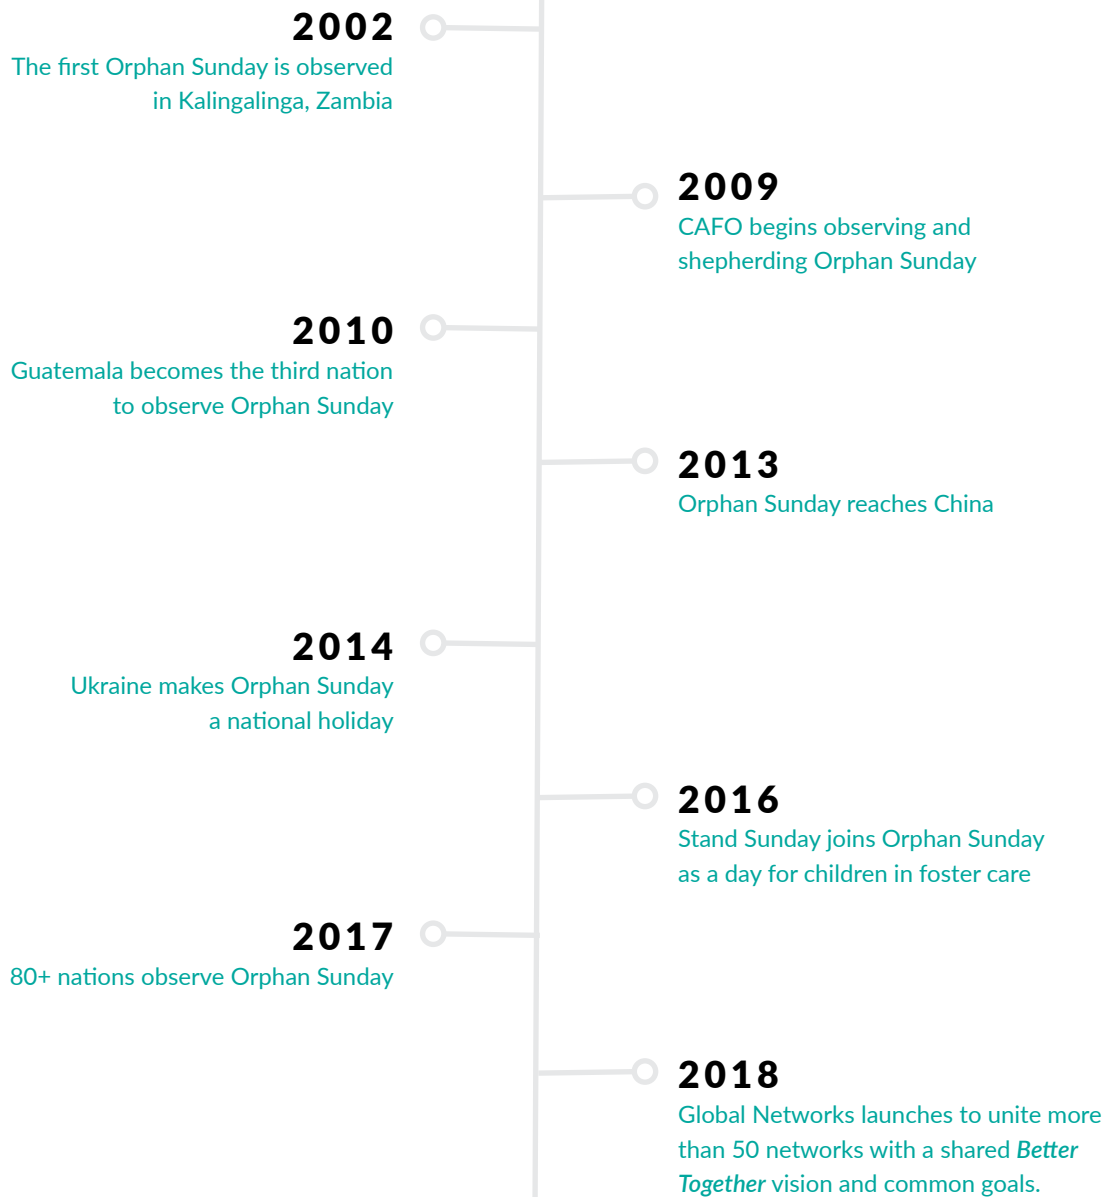 2002
The first Orphan Sunday is observed
in Kalingalinga, Zambia
2009
CAFO begins observing and
shepherding Orphan Sunday
2010
Guatemala becomes the third nation
to observe Orphan Sunday
2013
Orphan Sunday reaches China
2014
Ukraine makes Orphan Sunday
a national holiday
2016
Stand Sunday joins Orphan Sunday
as a day for children in foster care
2017
80+ nations observe Orphan Sunday
2018
Global Networks launches to unite more
than 50 networks with a shared Better
Together vision and common goals.